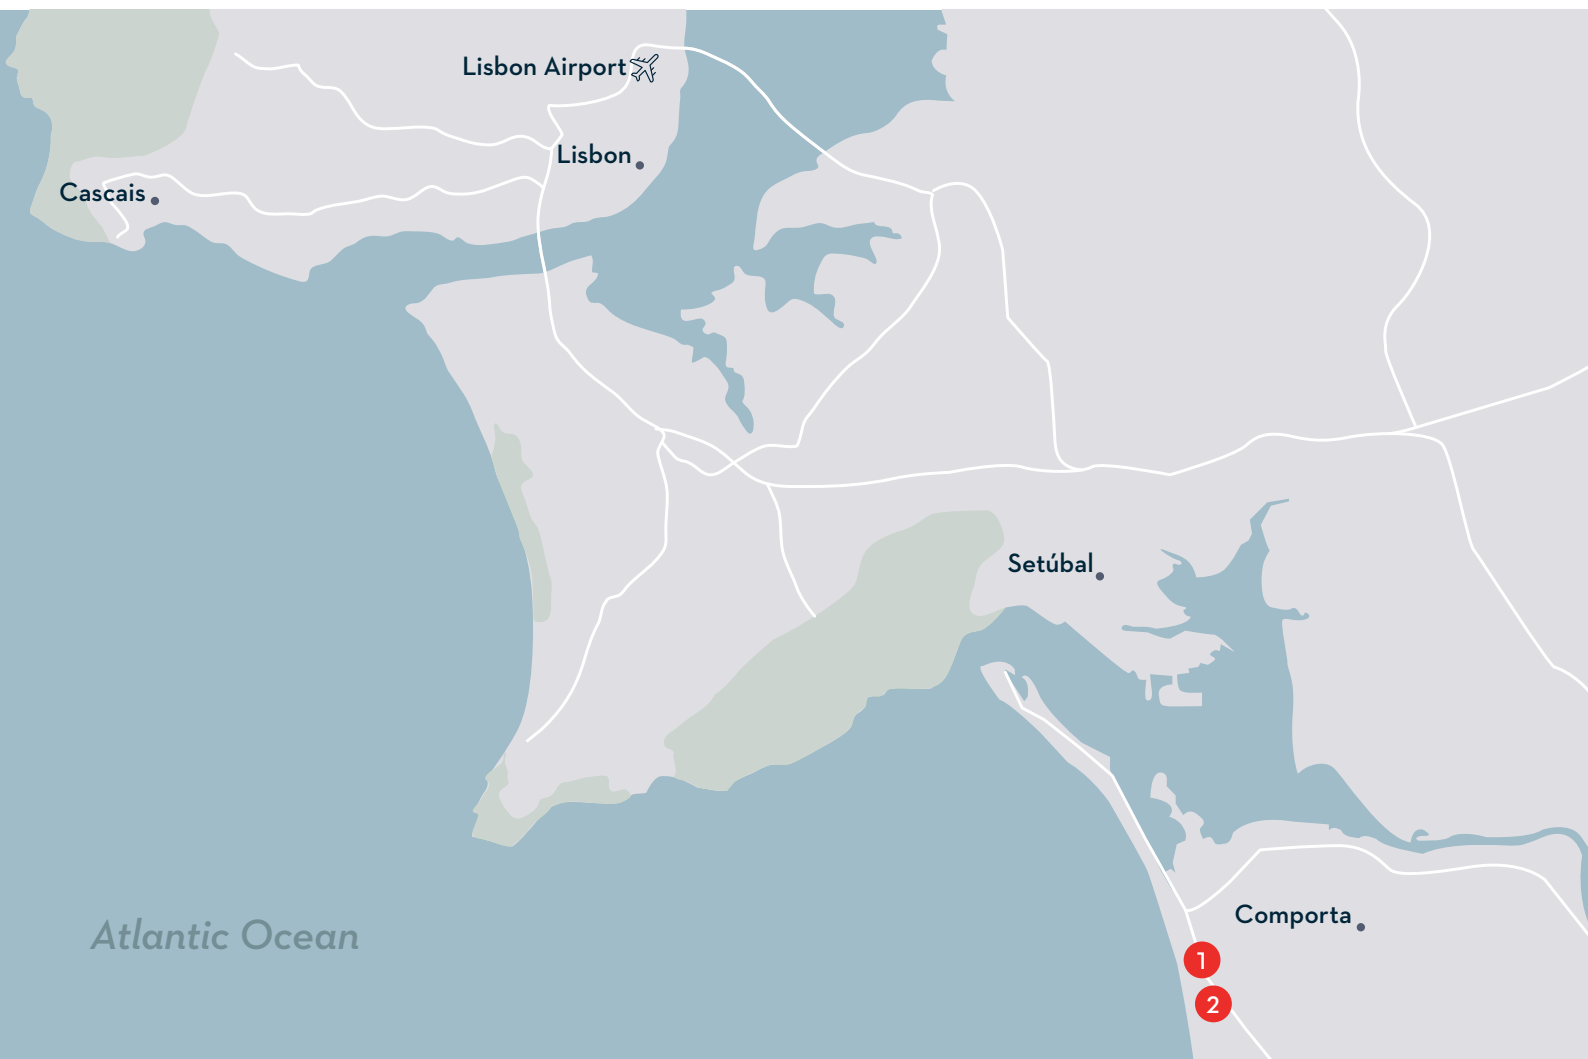 Lisbon Airport
Lisbon
Cascais
Setúbal
Comporta
Atlantic Ocean
1
2